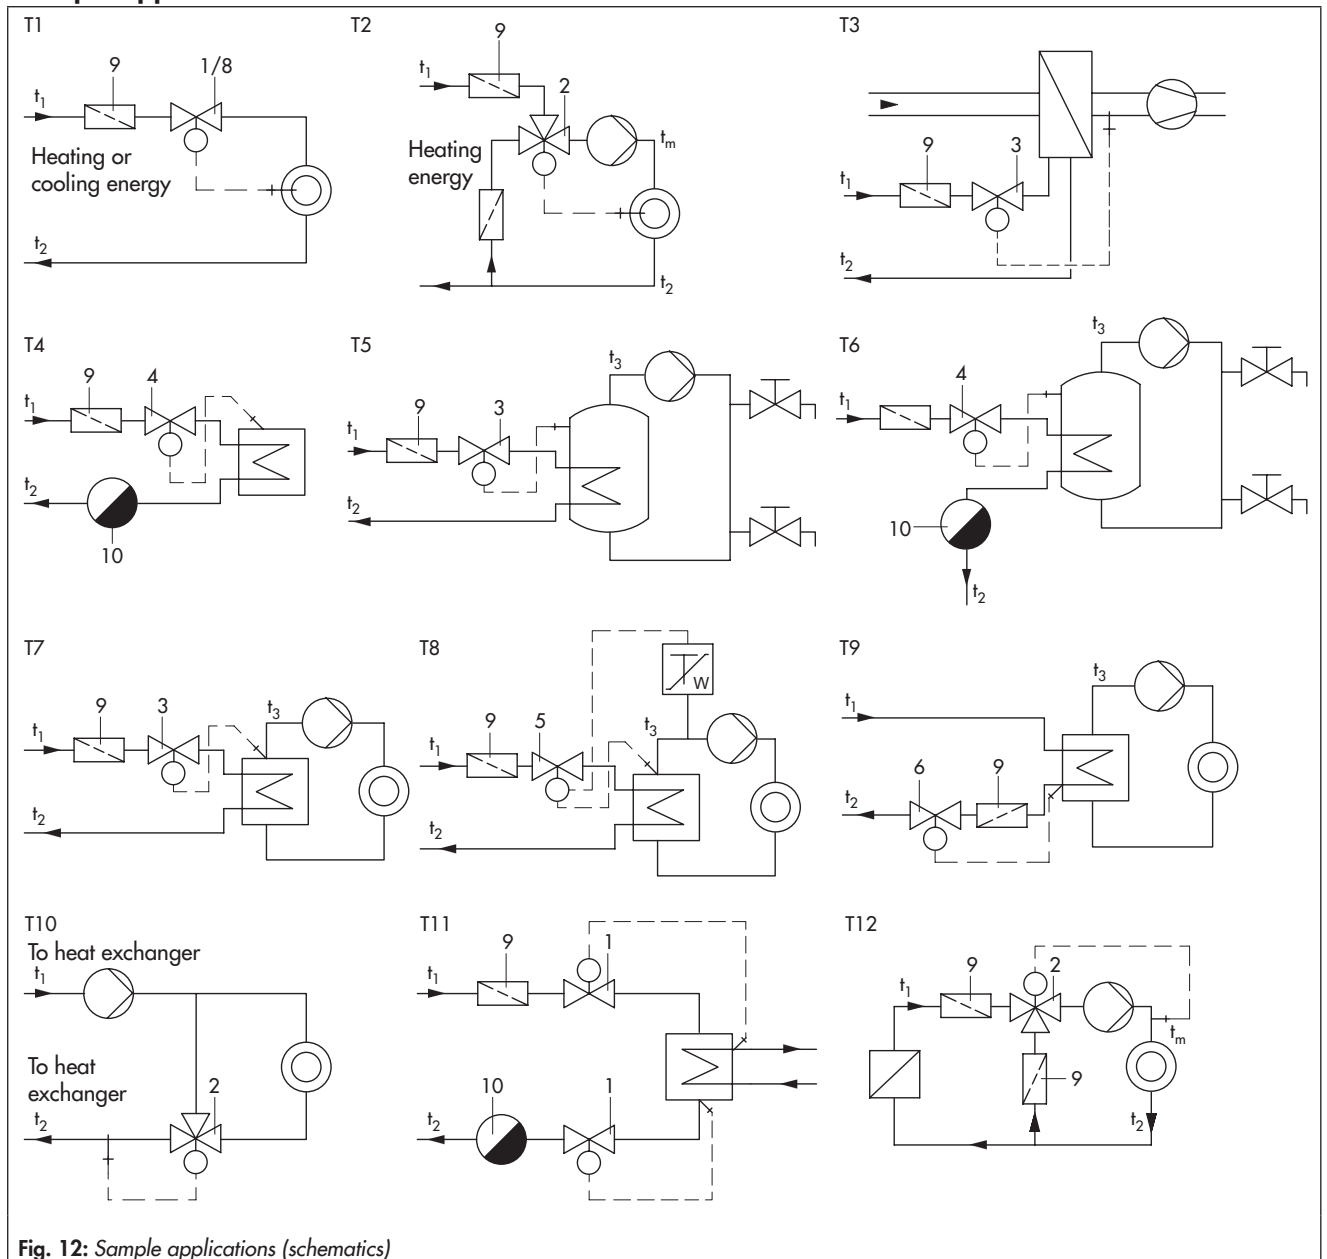 T1
9
1/8
t1
Heating or
cooling energy
t2
T2
9
t1
2
tm
Heating
energy
t2
T3
9
3
t1
t2
T4
9
4
t1
t2
10
T5
t3
9
3
t1
t2
T6
t3
4
t1
10
t2
T7
9
3
t3
t1
t2
T8
W
9
5
t3
t1
t2
T9
t3
t1
6
9
t2
T10
To heat exchanger
t1
To heat
exchanger
2
t2
T11
9
1
t1
10
1
t2
T12
9
2
t1
tm
9
t2
Fig. 12: Sample applications (schematics)